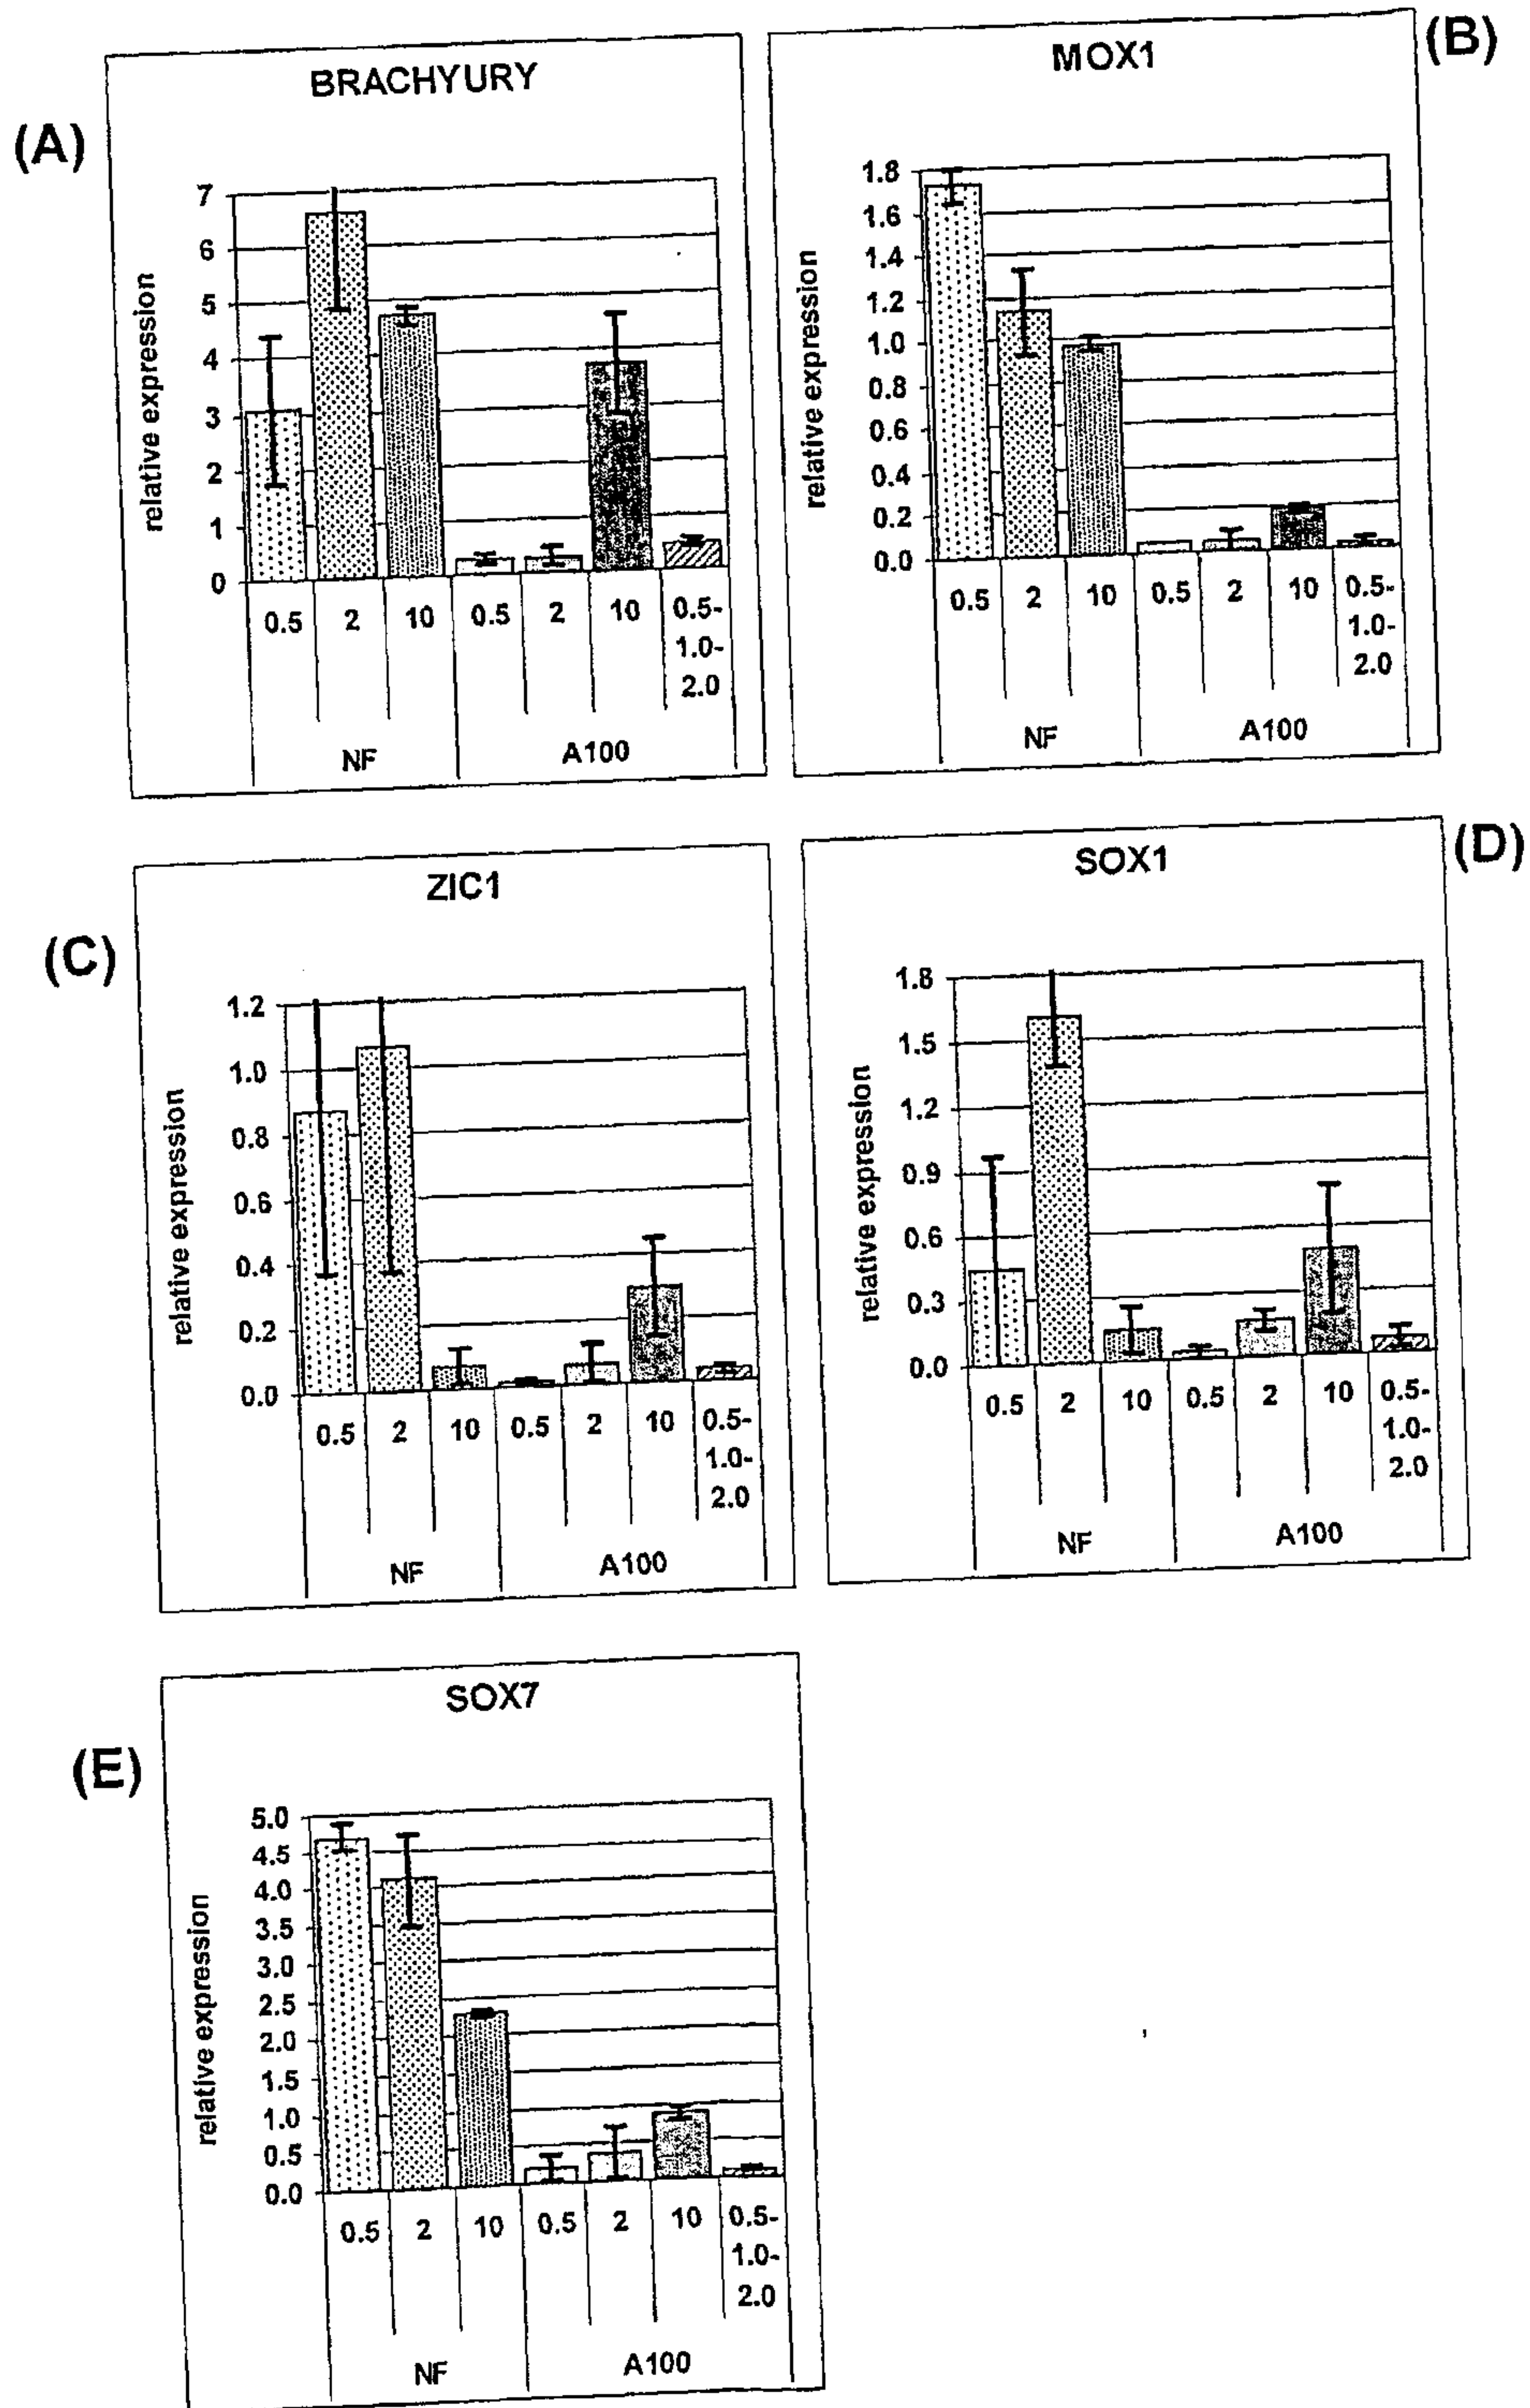 (A)
BRACHYURY
relative expression
7
6
5
4
3
2
1
0
0.5 2 10 0.5 2 10 0.5-
1.0-
2.0
NF A100
(B)
MOX1
relative expression
1.8
1.6
1.4
1.2
1.0
0.8
0.6
0.4
0.2
0.0
0.5 2 10 0.5 2 10 0.5-
1.0-
2.0
NF A100
(C)
ZIC1
relative expression
1.2
1.0
0.8
0.6
0.4
0.2
0.0
0.5 2 10 0.5 2 10 0.5-
1.0-
2.0
NF A100
(D)
SOX1
relative expression
1.8
1.5
1.2
0.9
0.6
0.3
0.0
0.5 2 10 0.5 2 10 0.5-
1.0-
2.0
NF A100
(E)
SOX7
relative expression
5.0
4.5
4.0
3.5
3.0
2.5
2.0
1.5
1.0
0.5
0.0
0.5 2 10 0.5 2 10 0.5-
1.0-
2.0
NF A100